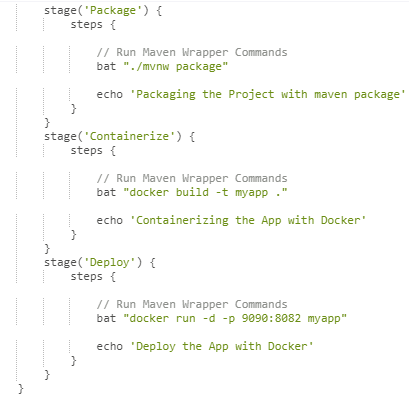 stage('Package') {
steps {
// Run Maven Wrapper Commands
bat "./mvnw package"
echo 'Packaging the Project with maven package'
}
}
stage('Containerize') {
steps {
// Run Maven Wrapper Commands
bat "docker build -t myapp ."
echo 'Containerizing the App with Docker'
}
}
stage('Deploy') {
steps {
// Run Maven Wrapper Commands
bat "docker run -d -p 9090:8082 myapp"
echo 'Deploy the App with Docker'
}
}
}